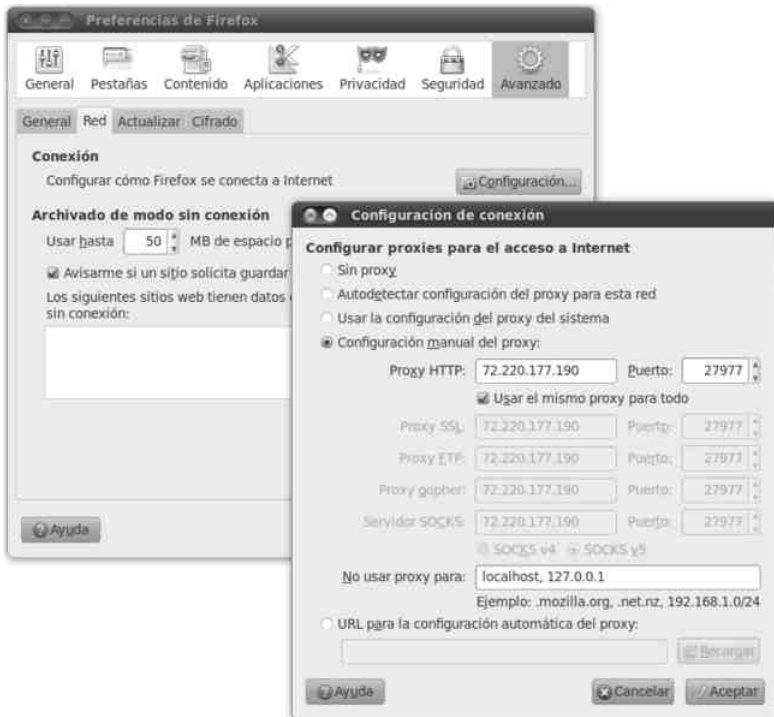 Preferencias de Firefox
General Pestañas Contenido Aplicaciones Privacidad Seguridad Avanzado
General Red Actualizar Cifrado
Conexión
Configurar cómo Firefox se conecta a Internet
Configuración...
Archivado de modo sin conexión
Usar hasta 50 MB de espacio
Avisarme si un sitio solicita guardar
Los siguientes sitios web tienen datos
sin conexión:
Ayuda
Configuración de conexión
Configurar proxies para el acceso a Internet
Sin proxy
Autodetectar configuración del proxy para esta red
Usar la configuración del proxy del sistema
Configuración manual del proxy:
Proxy HTTP: 72.220.177.190 Puerto: 27977
Usar el mismo proxy para todo
Proxy SSL: 72.220.177.190 Puerto: 27977
Proxy FTP: 72.220.177.190 Puerto: 27977
Proxy gopher: 72.220.177.190 Puerto: 27977
Servidor SOCKS: 72.220.177.190 Puerto: 27977
SOCKS v4 SOCKS v5
No usar proxy para: localhost, 127.0.0.1
Ejemplo: .mozilla.org, .net.nz, 192.168.1.0/24
URL para la configuración automática del proxy:
Recargar
Ayuda Cancelar Aceptar